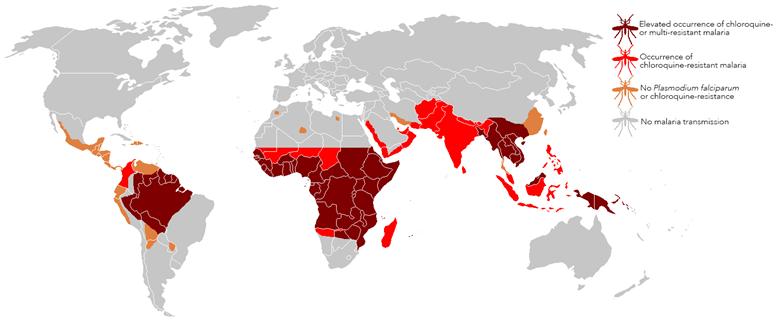 Elevated occurrence of chloroquine-
or multi-resistant malaria
Occurrence of
chloroquine-resistant malaria
No Plasmodium falciparum
or chloroquine-resistance
No malaria transmission